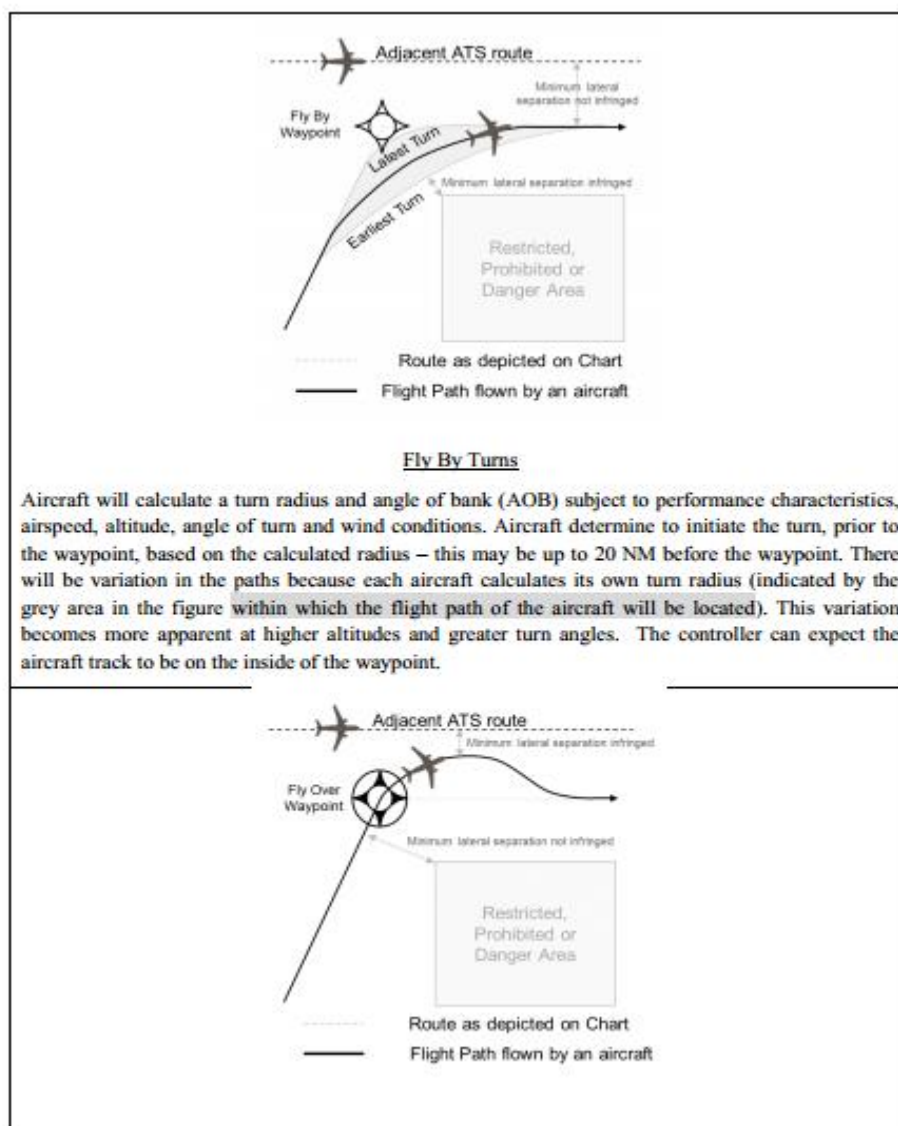 Adjacent ATS route
Minimum lateral
separation not infringed
Fly By
Waypoint
Latest Turn
Minimum lateral separation infringed
Earliest Turn
Restricted,
Prohibited or
Danger Area
Route as depicted on Chart
Flight Path flown by an aircraft
Fly By Turns
Aircraft will calculate a turn radius and angle of bank (AOB) subject to performance characteristics,
airspeed, altitude, angle of turn and wind conditions. Aircraft determine to initiate the turn, prior to
the waypoint, based on the calculated radius – this may be up to 20 NM before the waypoint. There
will be variation in the paths because each aircraft calculates its own turn radius (indicated by the
grey area in the figure within which the flight path of the aircraft will be located). This variation
becomes more apparent at higher altitudes and greater turn angles. The controller can expect the
aircraft track to be on the inside of the waypoint.
Adjacent ATS route
Minimum lateral separation infringed
Fly Over
Waypoint
Minimum lateral separation not infringed
Restricted,
Prohibited or
Danger Area
Route as depicted on Chart
Flight Path flown by an aircraft